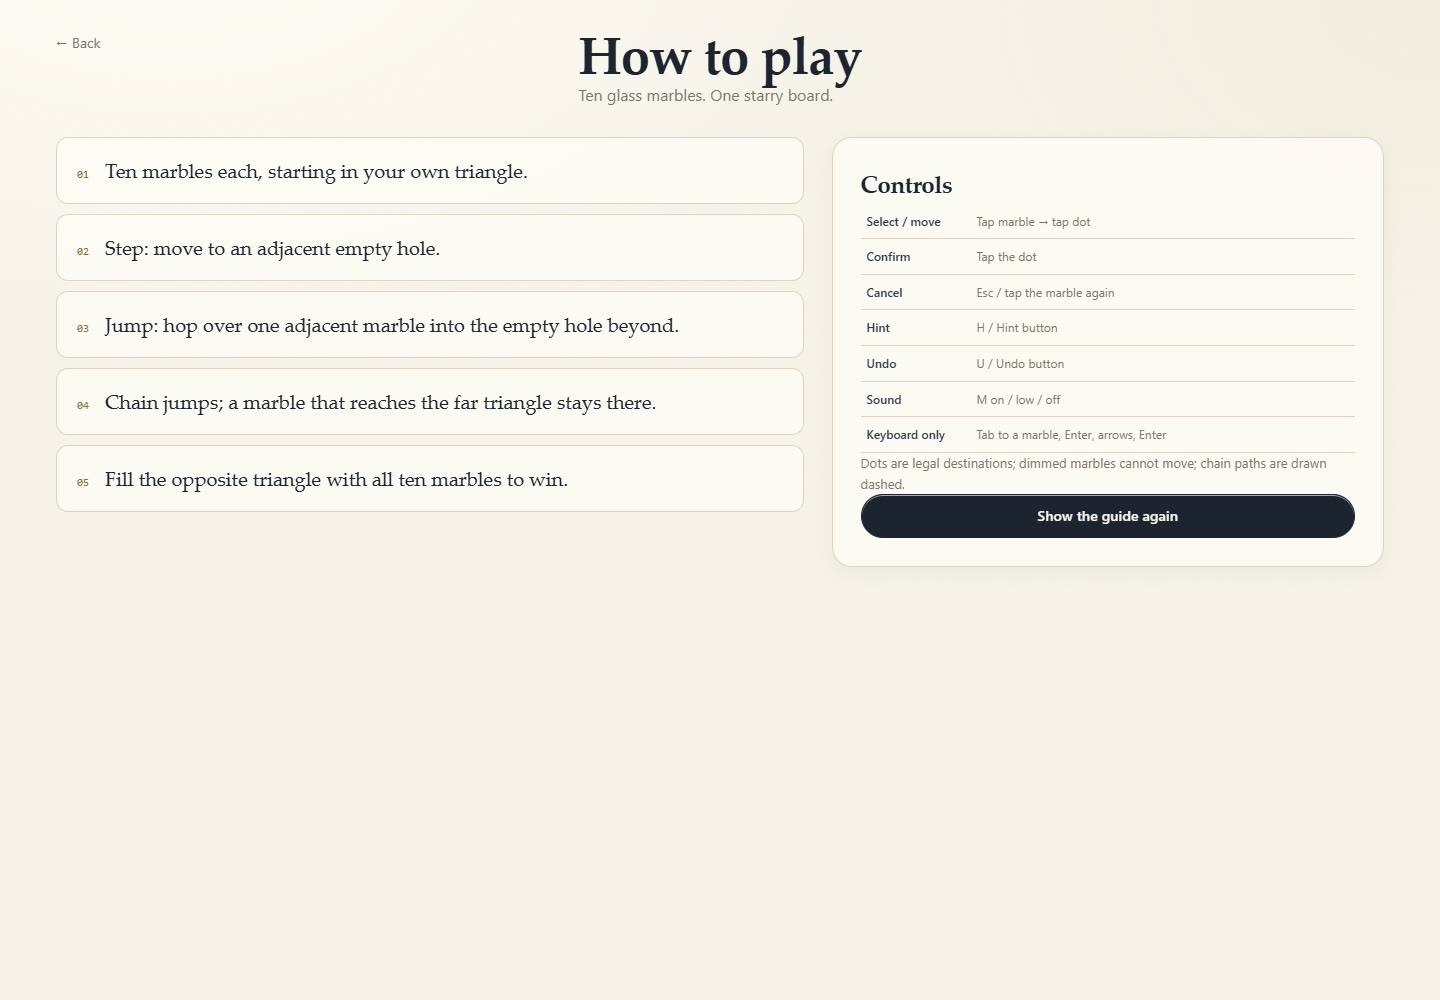 ← Back
How to play
Ten glass marbles. One starry board.
01 Ten marbles each, starting in your own triangle.
02 Step: move to an adjacent empty hole.
03 Jump: hop over one adjacent marble into the empty hole beyond.
04 Chain jumps; a marble that reaches the far triangle stays there.
05 Fill the opposite triangle with all ten marbles to win.
Controls
Select / move Tap marble → tap dot
Confirm Tap the dot
Cancel Esc / tap the marble again
Hint H / Hint button
Undo U / Undo button
Sound M on / low / off
Keyboard only Tab to a marble, Enter, arrows, Enter
Dots are legal destinations; dimmed marbles cannot move; chain paths are drawn
dashed.
Show the guide again